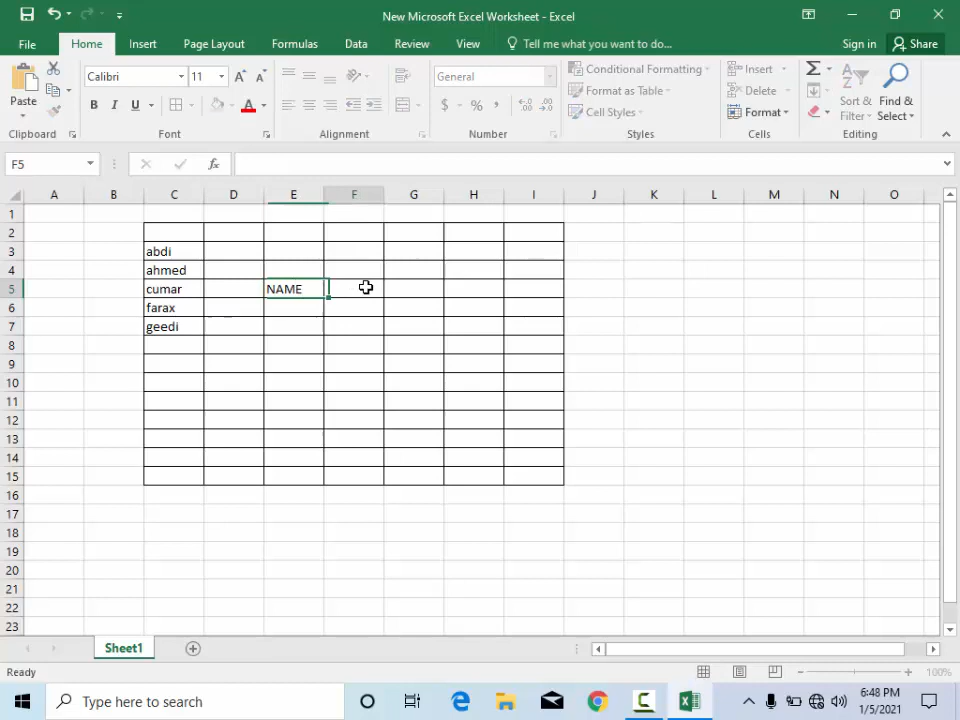 New Microsoft Excel Worksheet - Excel
File Home Insert Page Layout Formulas Data Review View Tell me what you want to do... Sign in Share
Paste Calibri 11 A A General Conditional Formatting Insert Σ Sort & Filter Find & Select
B I U A $ % , Format as Table Delete
Cell Styles Format
Clipboard Font Alignment Number Styles Cells Editing
F5 fx
A B C D E F G H I J K L M N O
1
2
3 abdi
4 ahmed
5 cumar NAME
6 farax
7 geedi
8
9
10
11
12
13
14
15
16
17
18
19
20
21
22
23
Sheet1
Ready 100%
Type here to search 6:48 PM
1/5/2021